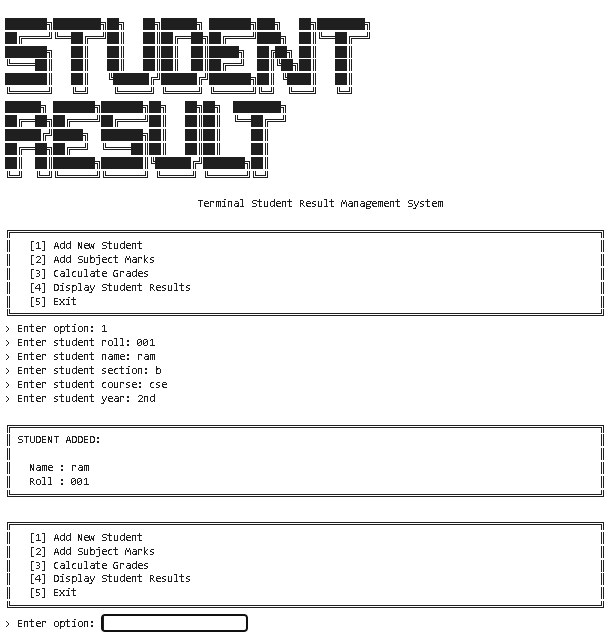 STUDENT
RESULT
Terminal Student Result Management System
[1] Add New Student
[2] Add Subject Marks
[3] Calculate Grades
[4] Display Student Results
[5] Exit
> Enter option: 1
> Enter student roll: 001
> Enter student name: ram
> Enter student section: b
> Enter student course: cse
> Enter student year: 2nd
STUDENT ADDED:
Name : ram
Roll : 001
[1] Add New Student
[2] Add Subject Marks
[3] Calculate Grades
[4] Display Student Results
[5] Exit
> Enter option: